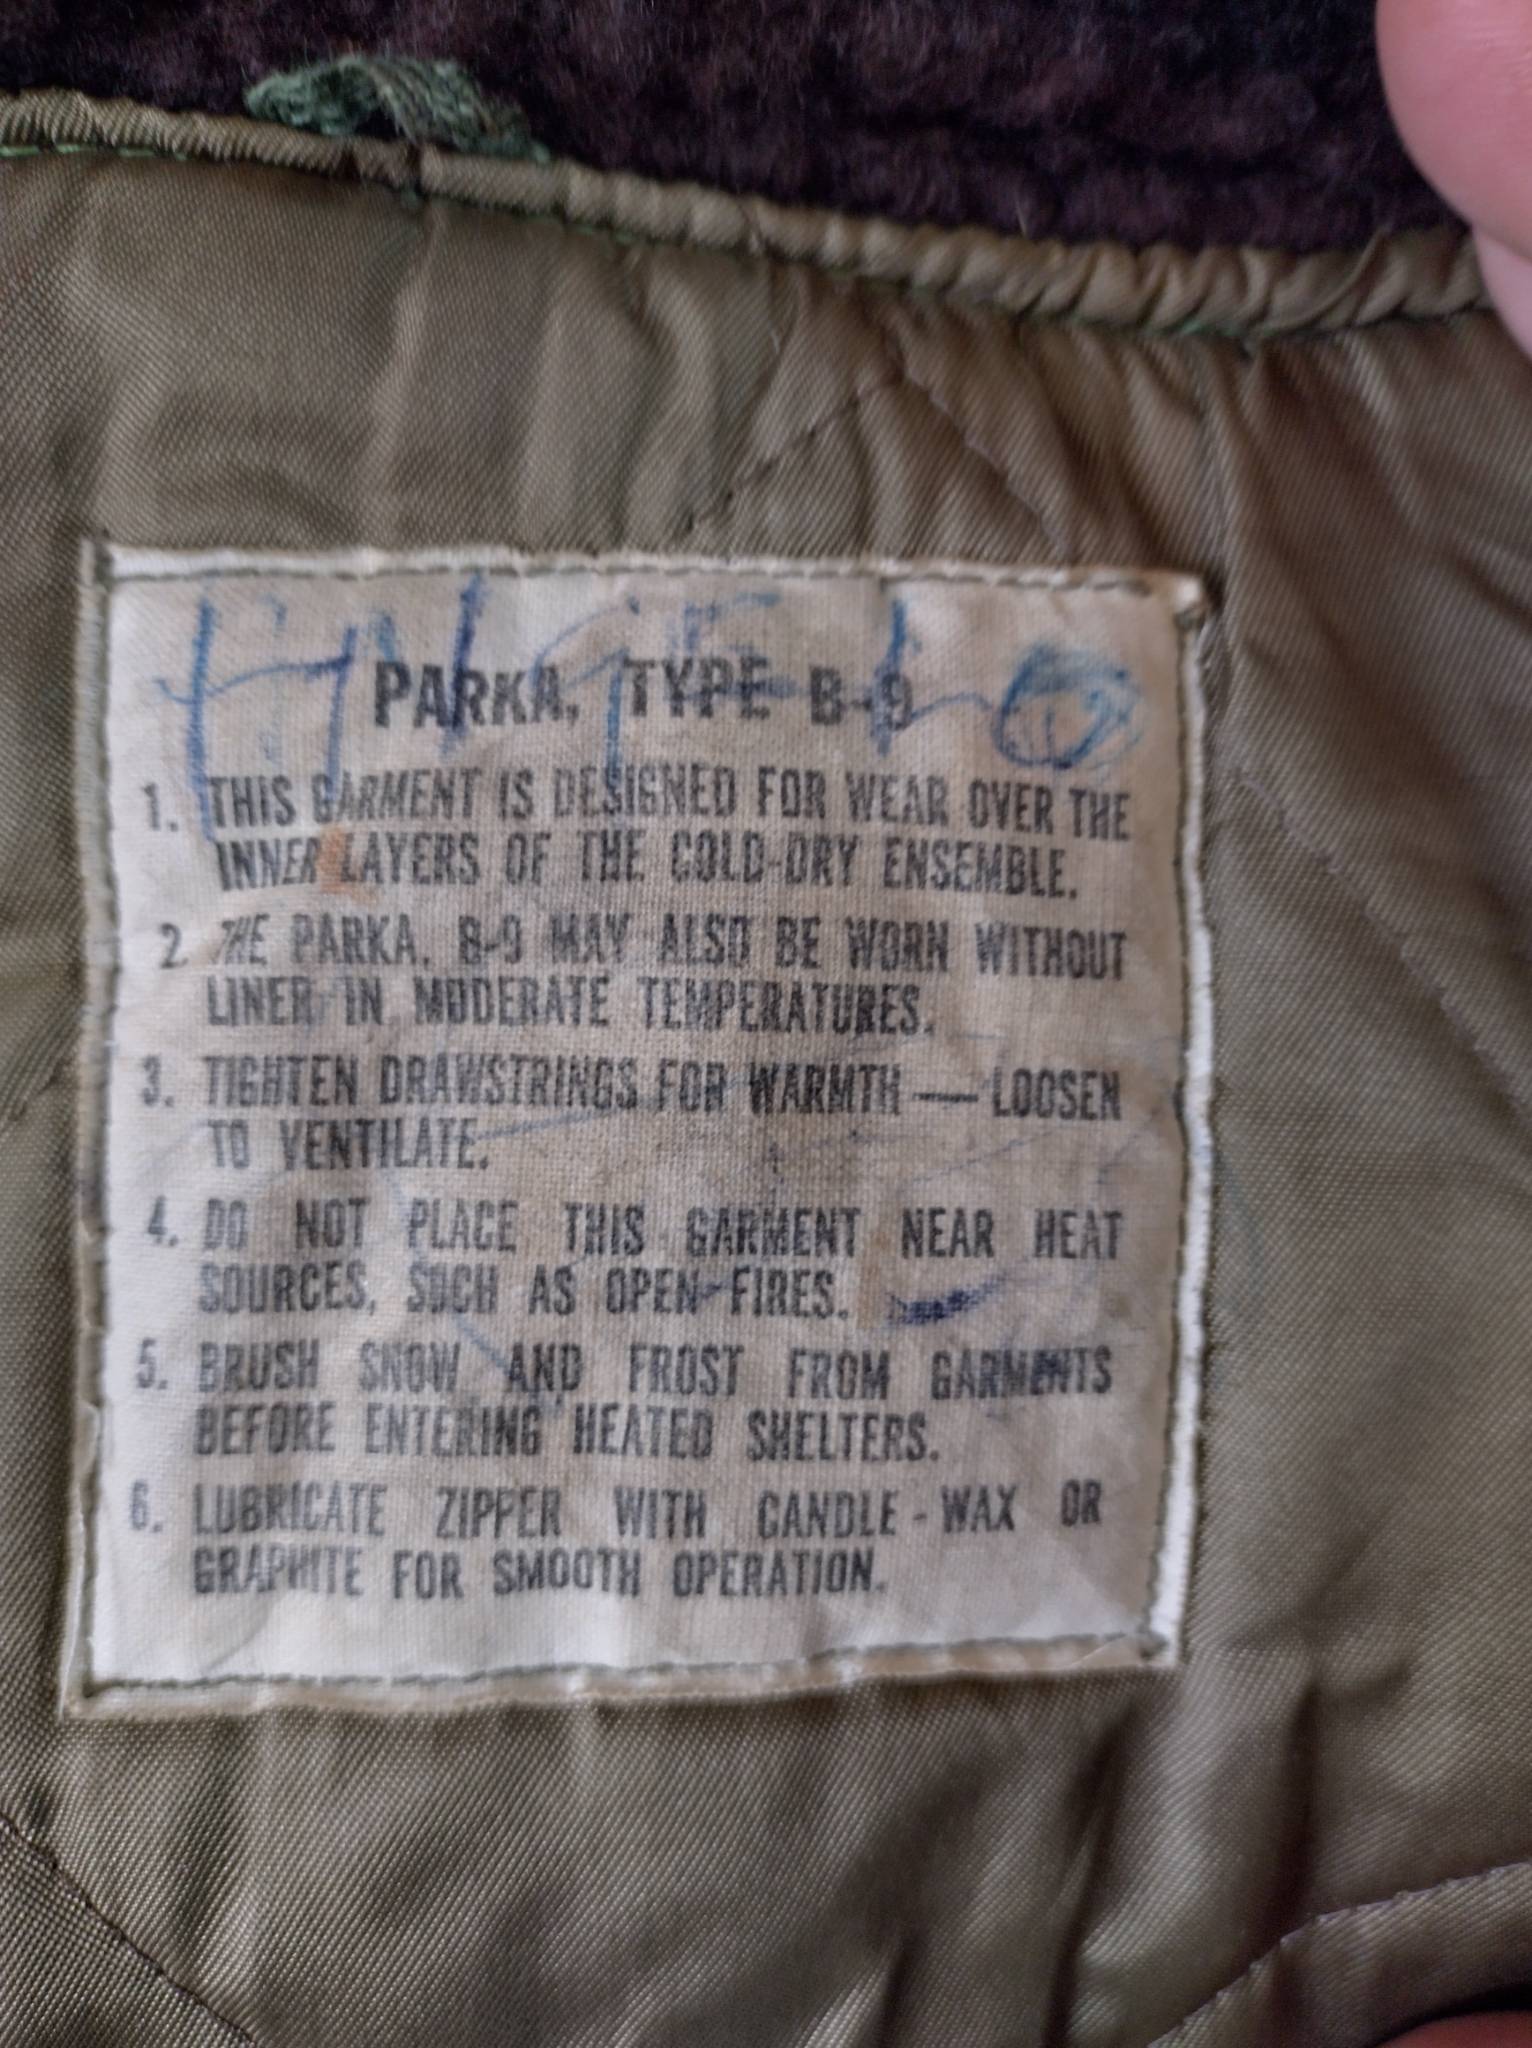 ANGELO
PARKA, TYPE B-9
1. THIS GARMENT IS DESIGNED FOR WEAR OVER THE
INNER LAYERS OF THE COLD-DRY ENSEMBLE.
2 THE PARKA, B-9 MAY ALSO BE WORN WITHOUT
LINER IN MODERATE TEMPERATURES.
3. TIGHTEN DRAWSTRINGS FOR WARMTH — LOOSEN
TO VENTILATE.
4. DO NOT PLACE THIS GARMENT NEAR HEAT
SOURCES, SUCH AS OPEN FIRES.
5. BRUSH SNOW AND FROST FROM GARMENTS
BEFORE ENTERING HEATED SHELTERS.
6. LUBRICATE ZIPPER WITH CANDLE-WAX OR
GRAPHITE FOR SMOOTH OPERATION.